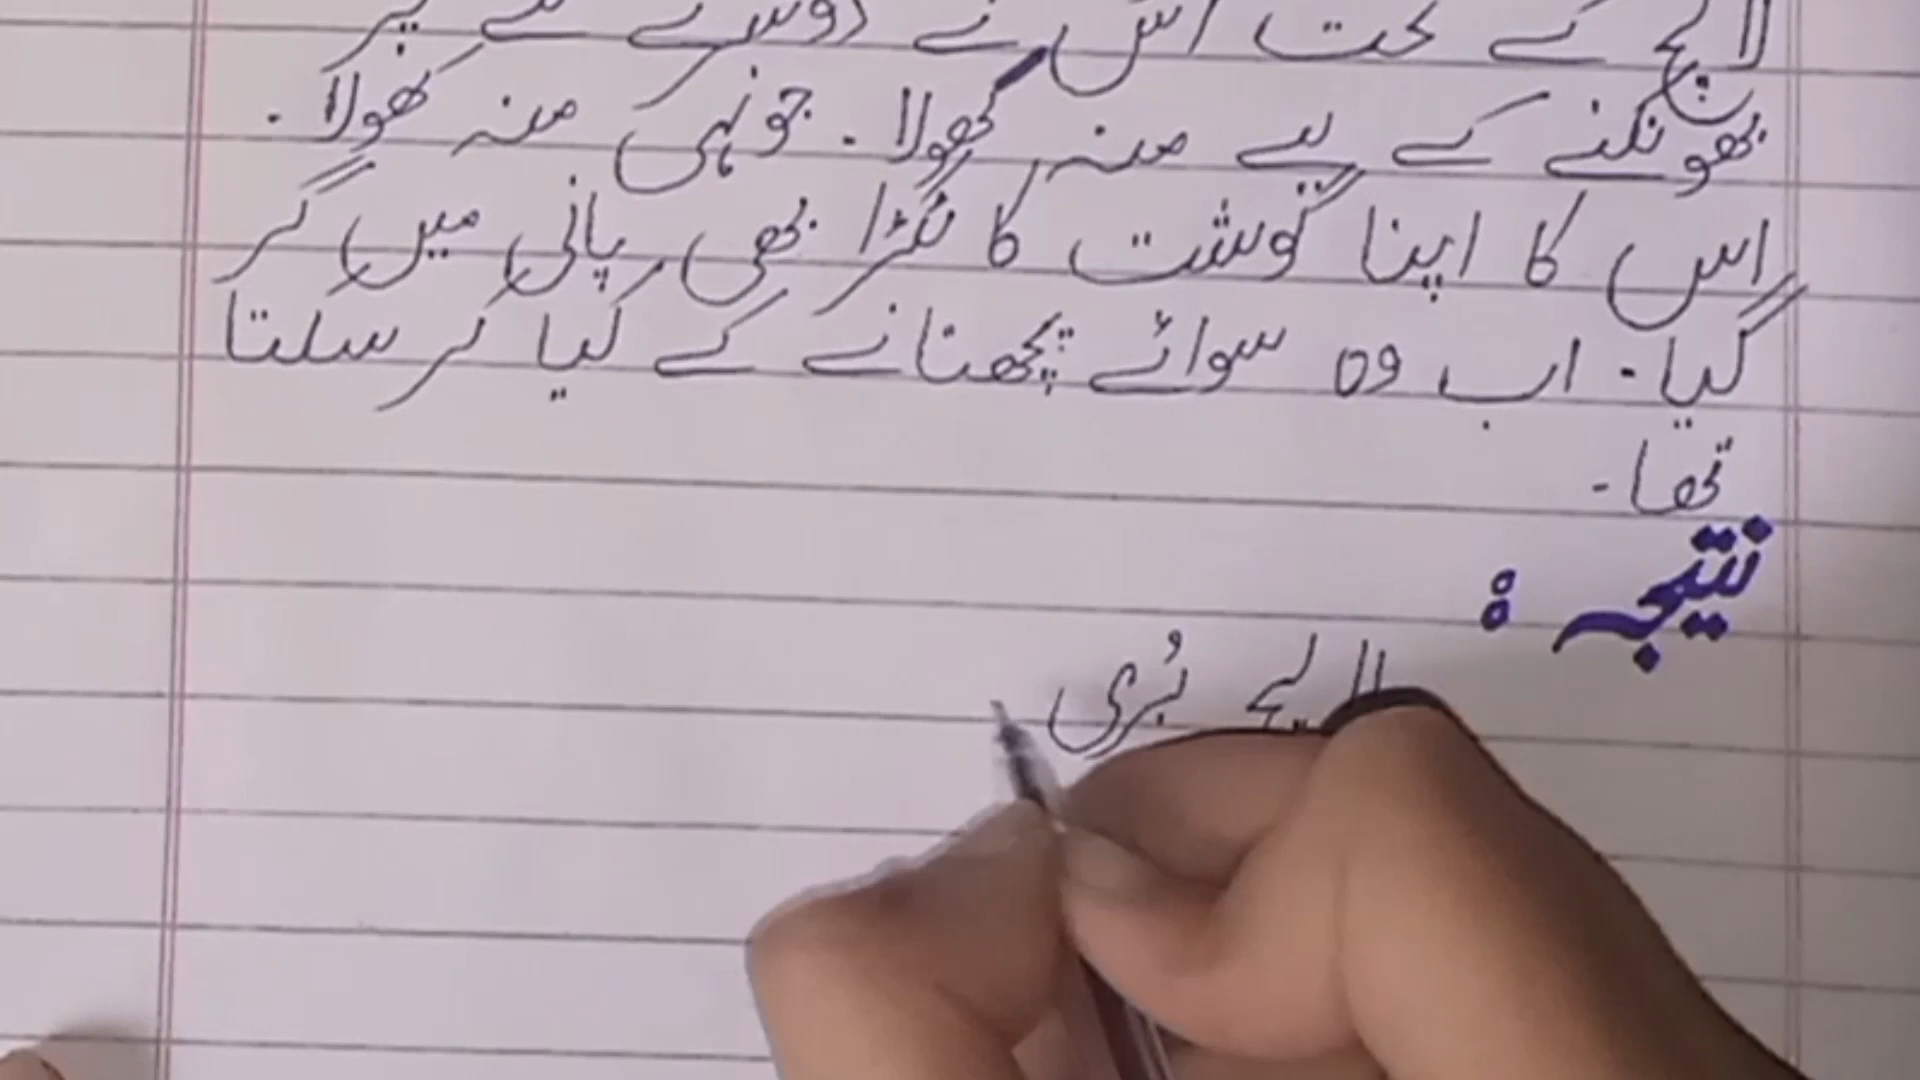 لالچ کے تحت اس نے دوسرے کتے پر
بھونکنے کے لیے منہ کھولا۔ جونہی منہ کھولا۔
اس کا اپنا گوشت کا ٹکڑا بھی پانی میں گر
گیا۔ اب وہ سوائے پچھتانے کے کیا کر سکتا
تھا۔
نتیجہ:
لالچ بُری